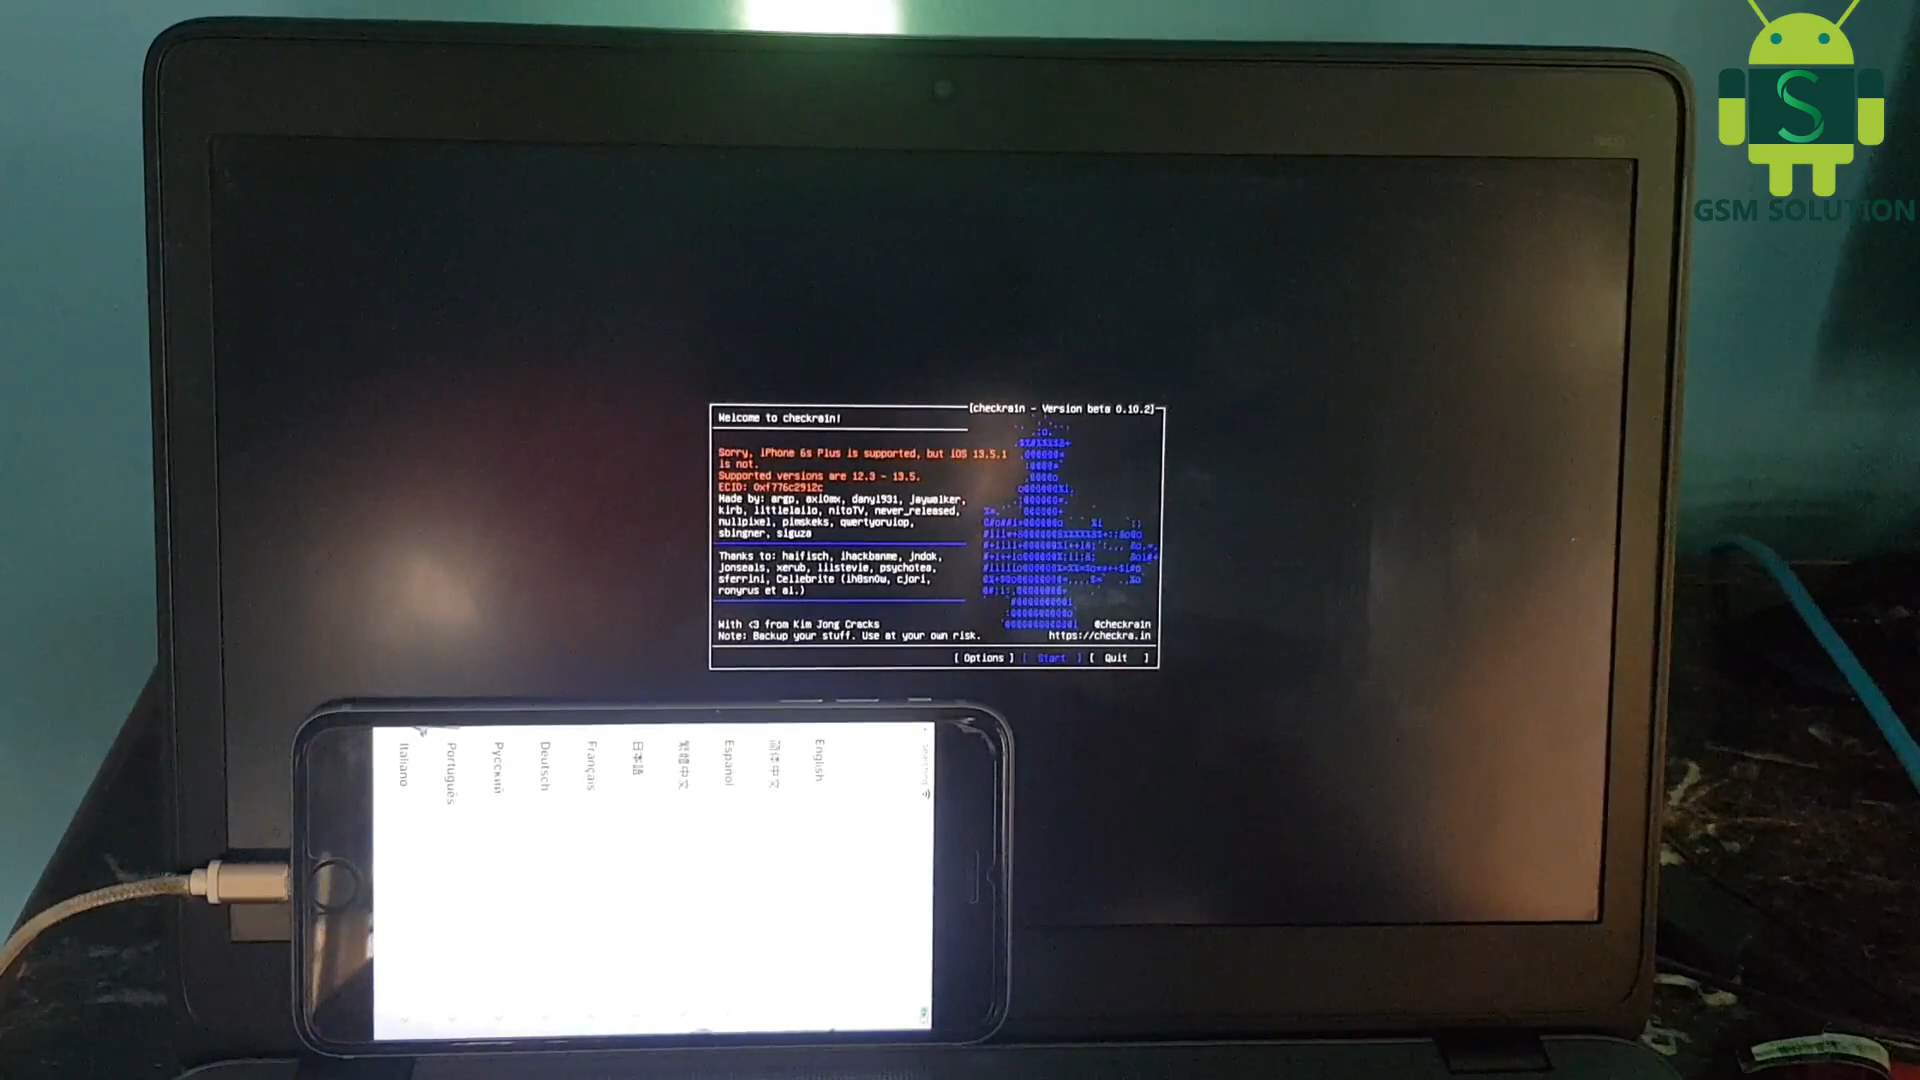 GSM SOLUTION
[checkra1n - Version beta 0.10.2]
Welcome to checkra1n!
Sorry, iPhone 6s Plus is supported, but iOS 13.5.1
is not.
Supported versions are 12.3 - 13.5.
ECID: 0xf776c2912c
Made by: argp, axi0mx, danyl931, jaywalker,
kirb, littlelailo, nitoTV, never_released,
nullpixel, pimskeks, qwertyoruiop,
sbingner, siguza
Thanks to: haifisch, ihackbanme, jndok,
jonseals, xerub, lilstevie, psychotea,
sferrini, Cellebrite (ih8sn0w, cjori,
ronyrus et al.)
With <3 from Kim Jong Cracks
Note: Backup your stuff. Use at your own risk.
@checkra1n
https://checkra.in
[ Options ] [ Start ] [ Quit ]
Searching
English
简体中文
Español
繁體中文
日本語
Français
Deutsch
Русский
Português
Italiano